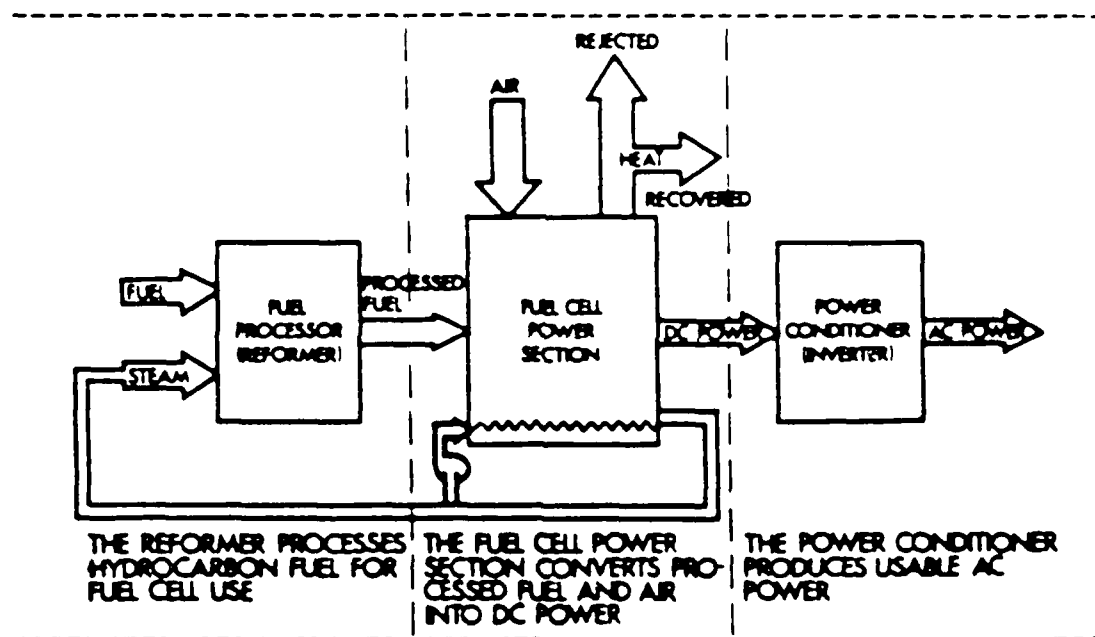 REJECTED
AIR
HEAT
RECOVERED
FUEL
STEAM
FUEL
PROCESSOR
(REFORMER)
PROCESSED
FUEL
FUEL CELL
POWER
SECTION
DC POWER
POWER
CONDITIONER
(INVERTER)
AC POWER
THE REFORMER PROCESSES
HYDROCARBON FUEL FOR
FUEL CELL USE
THE FUEL CELL POWER
SECTION CONVERTS PRO-
CESSED FUEL AND AIR
INTO DC POWER
THE POWER CONDITIONER
PRODUCES USABLE AC
POWER